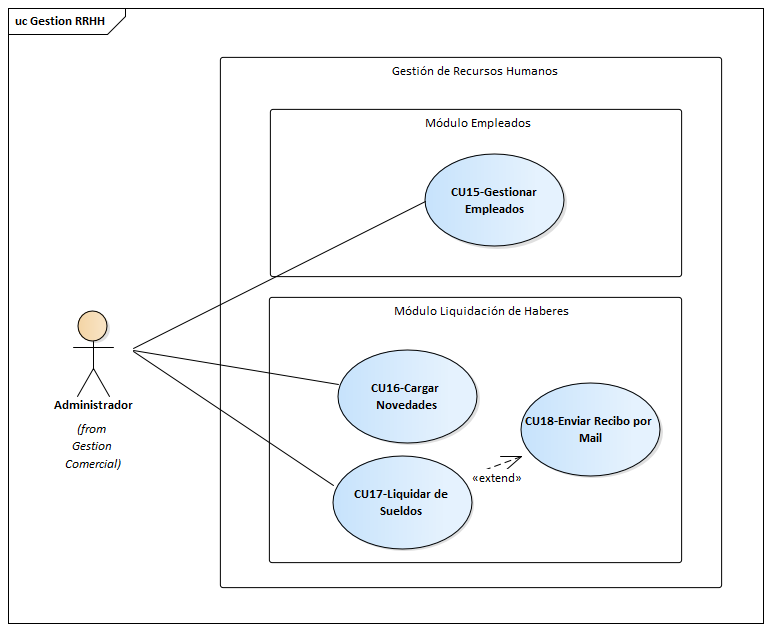 uc Gestion RRHH
Gestión de Recursos Humanos
Módulo Empleados
CU15-Gestionar
Empleados
Módulo Liquidación de Haberes
CU16-Cargar
Novedades
CU18-Enviar Recibo por
Mail
«extend»
CU17-Liquidar de
Sueldos
Administrador
(from
Gestion
Comercial)